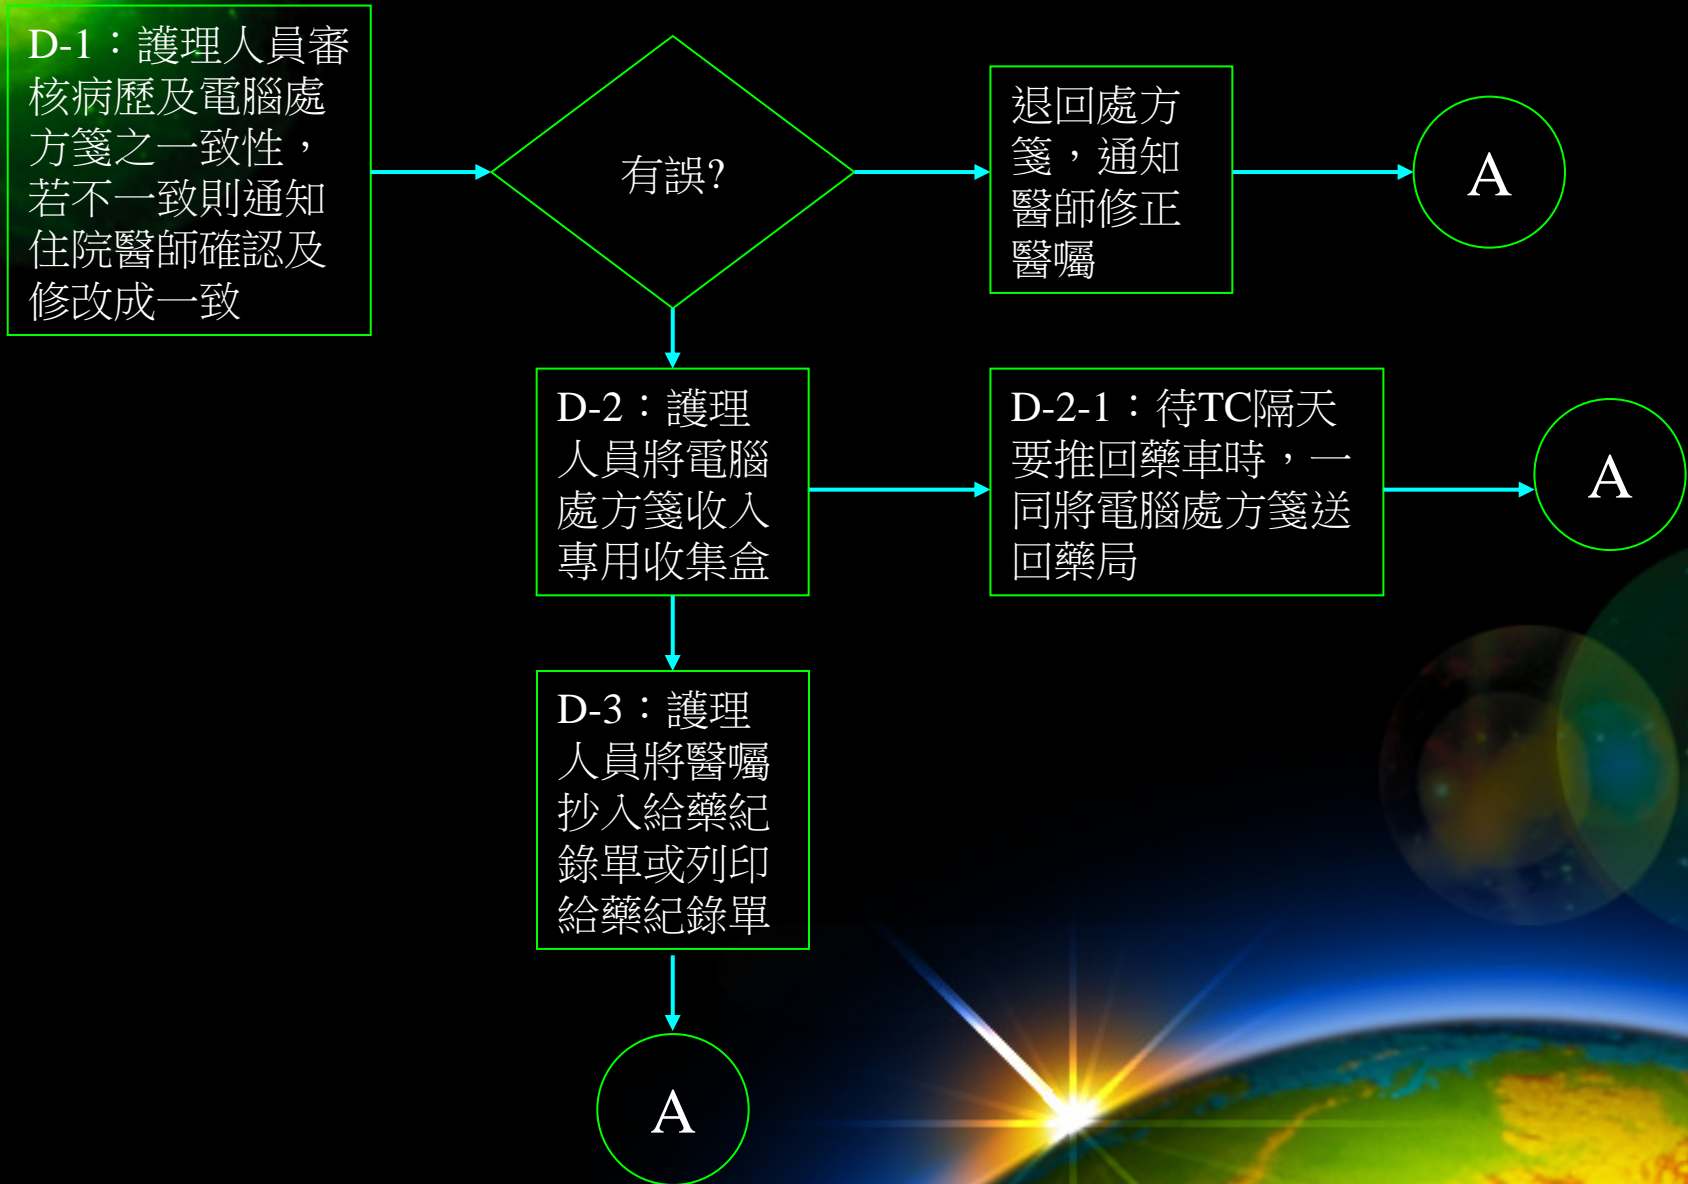 D-1：護理人員審
核病歷及電腦處
方箋之一致性，
若不一致則通知
住院醫師確認及
修改成一致
有誤?
退回處方
箋，通知
醫師修正
醫囑
A
D-2：護理
人員將電腦
處方箋收入
專用收集盒
D-2-1：待TC隔天
要推回藥車時，一
同將電腦處方箋送
回藥局
A
D-3：護理
人員將醫囑
抄入給藥紀
錄單或列印
給藥紀錄單
A